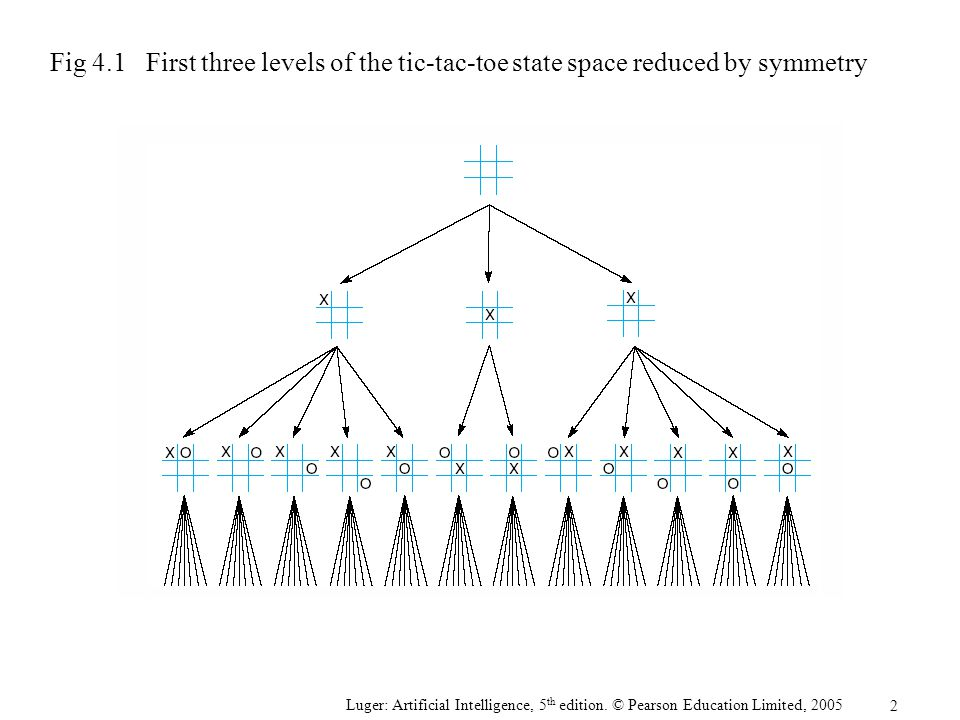 Fig 4.1 First three levels of the tic-tac-toe state space reduced by symmetry
X X
X
X O X O X X X O O O X X X X X
O O X X O O
O O O
Luger: Artificial Intelligence, 5th edition. © Pearson Education Limited, 2005 2